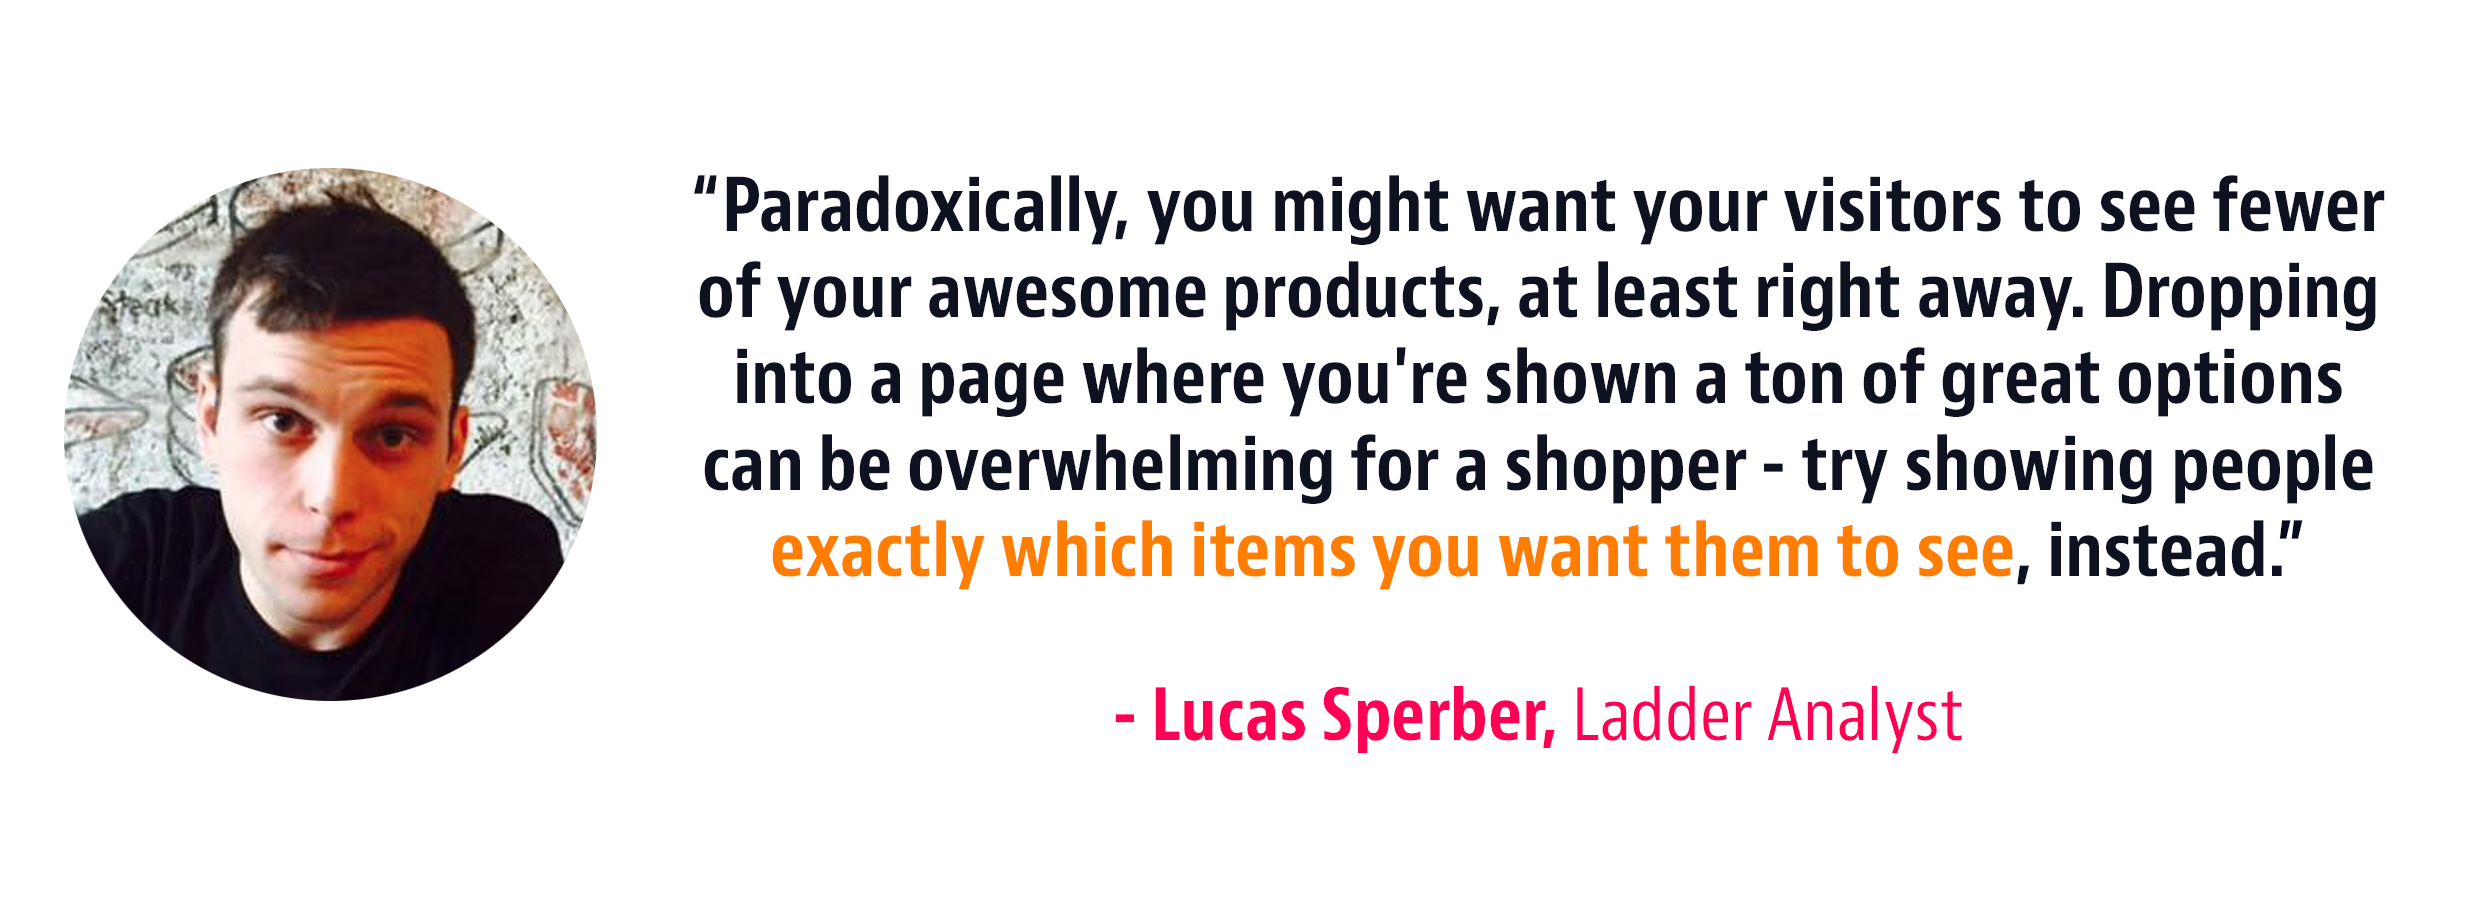 Steak
“Paradoxically, you might want your visitors to see fewer
of your awesome products, at least right away. Dropping
into a page where you're shown a ton of great options
can be overwhelming for a shopper - try showing people
exactly which items you want them to see, instead.”
- Lucas Sperber, Ladder Analyst